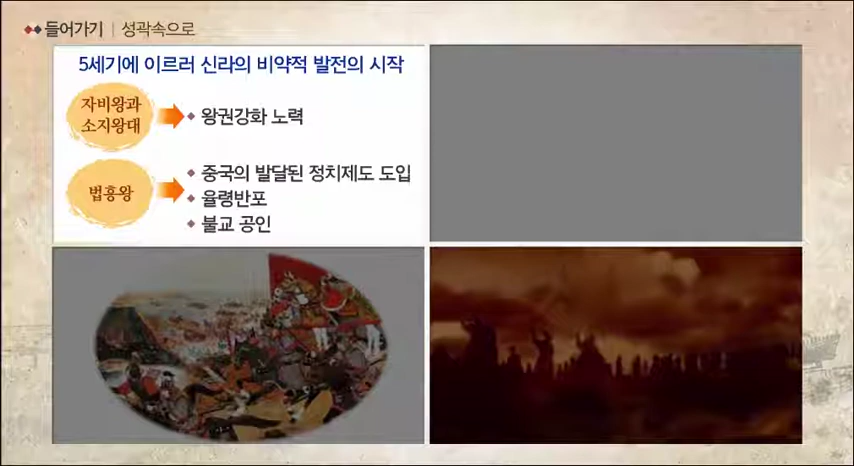 들어가기 | 성곽속으로
5세기에 이르러 신라의 비약적 발전의 시작
자비왕과
소지왕대
왕권강화 노력
법흥왕
중국의 발달된 정치제도 도입
율령반포
불교 공인